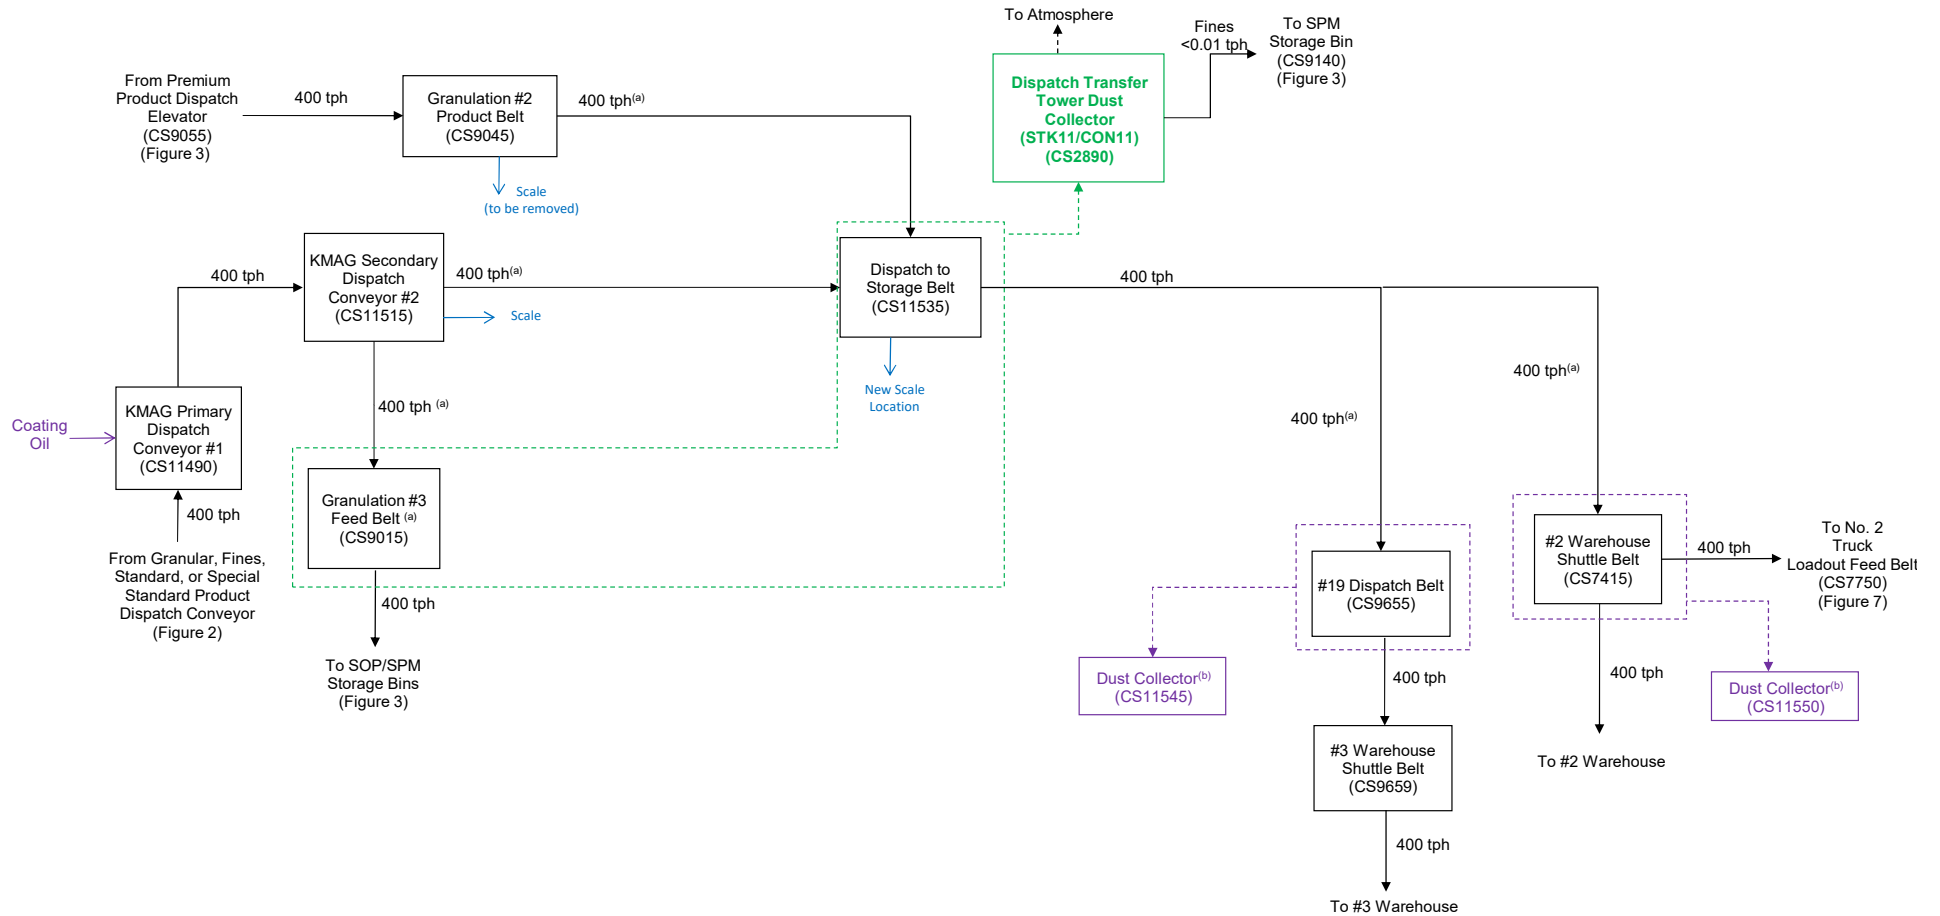 To Atmosphere
Fines
<0.01 tph
To SPM
Storage Bin
(CS9140)
(Figure 3)
From Premium
Product Dispatch
Elevator
(CS9055)
(Figure 3)
400 tph
Granulation #2
Product Belt
(CS9045)
400 tph(a)
Dispatch Transfer
Tower Dust
Collector
(STK11/CON11)
(CS2890)
Scale
(to be removed)
KMAG Secondary
Dispatch
Conveyor #2
(CS11515)
400 tph
400 tph(a)
Scale
Dispatch to
Storage Belt
(CS11535)
400 tph
New Scale
Location
400 tph(a)
400 tph(a)
400 tph (a)
Coating
Oil
KMAG Primary
Dispatch
Conveyor #1
(CS11490)
400 tph
From Granular, Fines,
Standard, or Special
Standard Product
Dispatch Conveyor
(Figure 2)
Granulation #3
Feed Belt (a)
(CS9015)
400 tph
To SOP/SPM
Storage Bins
(Figure 3)
#19 Dispatch Belt
(CS9655)
#2 Warehouse
Shuttle Belt
(CS7415)
400 tph
To No. 2
Truck
Loadout Feed Belt
(CS7750)
(Figure 7)
Dust Collector(b)
(CS11545)
400 tph
400 tph
Dust Collector(b)
(CS11550)
#3 Warehouse
Shuttle Belt
(CS9659)
To #2 Warehouse
400 tph
To #3 Warehouse